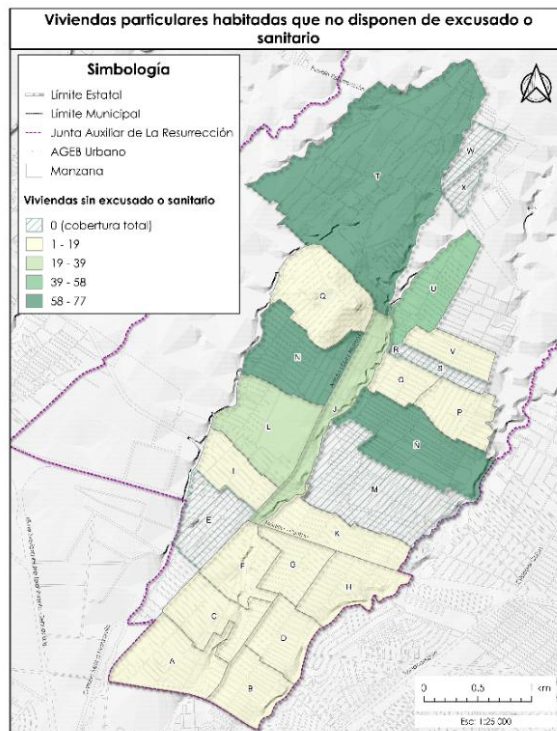 Viviendas particulares habitadas que no disponen de excusado o
sanitario
Simbología
Límite Estatal
Límite Municipal
Junta Auxiliar de La Resurrección
AGEB Urbano
Manzana
Viviendas sin excusado o sanitario
0 (cobertura total)
1 - 19
19 - 39
39 - 58
58 - 77
W
X
T
Q
U
V
R
N
P
J
Ñ
L
M
I
E
K
F
G
H
C
D
A
B
0
0.5
1
km
Esc: 1:25 000